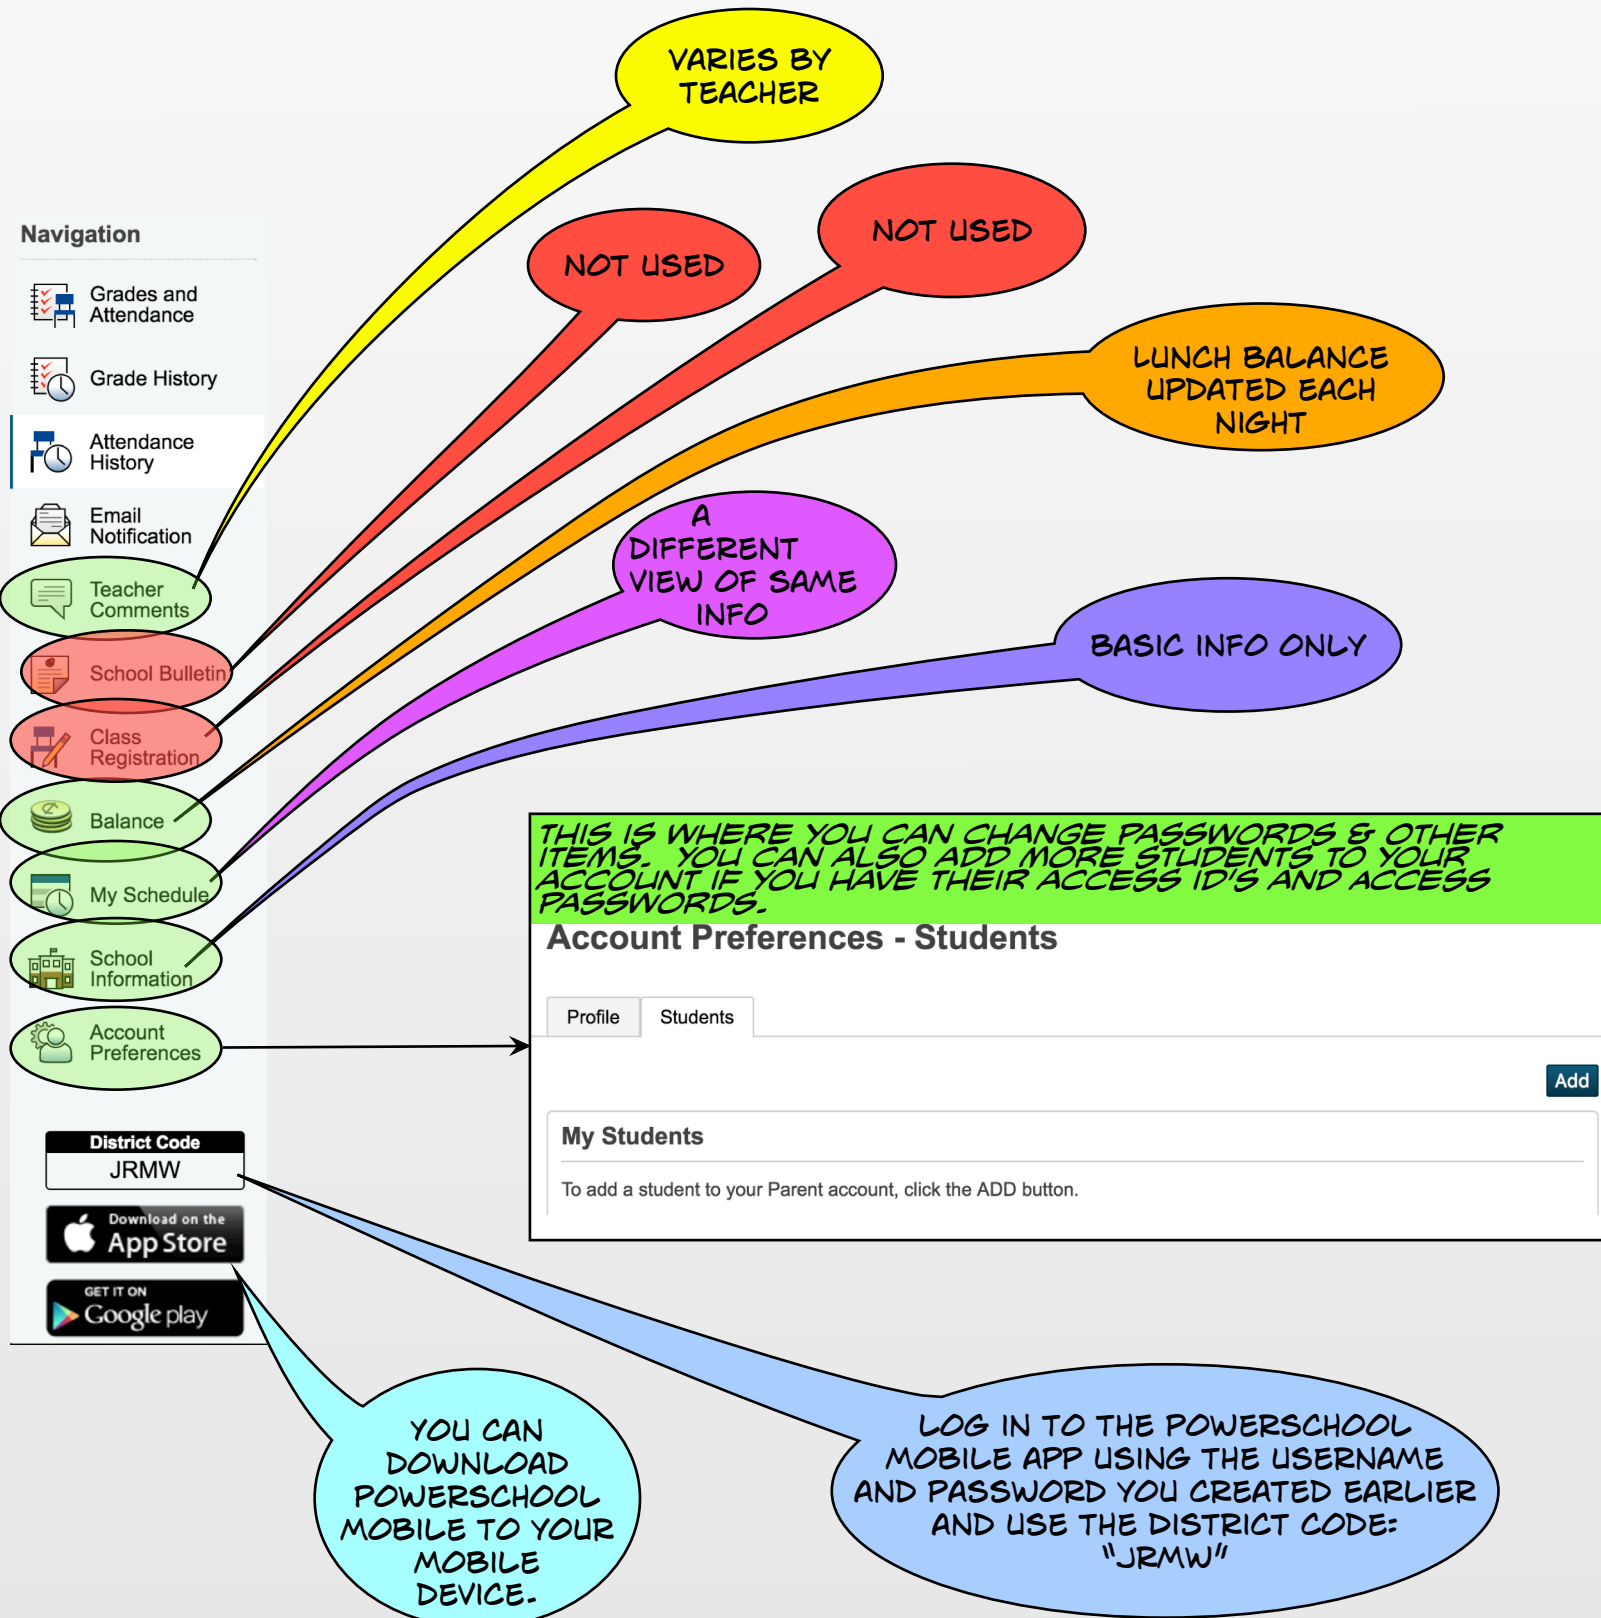 VARIES BY
TEACHER
NOT USED
NOT USED
LUNCH BALANCE
UPDATED EACH
NIGHT
A
DIFFERENT
VIEW OF SAME
INFO
BASIC INFO ONLY
Navigation
Grades and
Attendance
Grade History
Attendance
History
Email
Notification
Teacher
Comments
School Bulletin
Class
Registration
Balance
My Schedule
School
Information
Account
Preferences
THIS IS WHERE YOU CAN CHANGE PASSWORDS & OTHER
ITEMS. YOU CAN ALSO ADD MORE STUDENTS TO YOUR
ACCOUNT IF YOU HAVE THEIR ACCESS ID'S AND ACCESS
PASSWORDS.
Account Preferences - Students
Profile Students
Add
My Students
To add a student to your Parent account, click the ADD button.
District Code
JRMW
Download on the
App Store
GET IT ON
Google play
YOU CAN
DOWNLOAD
POWERSCHOOL
MOBILE TO YOUR
MOBILE
DEVICE.
LOG IN TO THE POWERSCHOOL
MOBILE APP USING THE USERNAME
AND PASSWORD YOU CREATED EARLIER
AND USE THE DISTRICT CODE:
"JRMW"